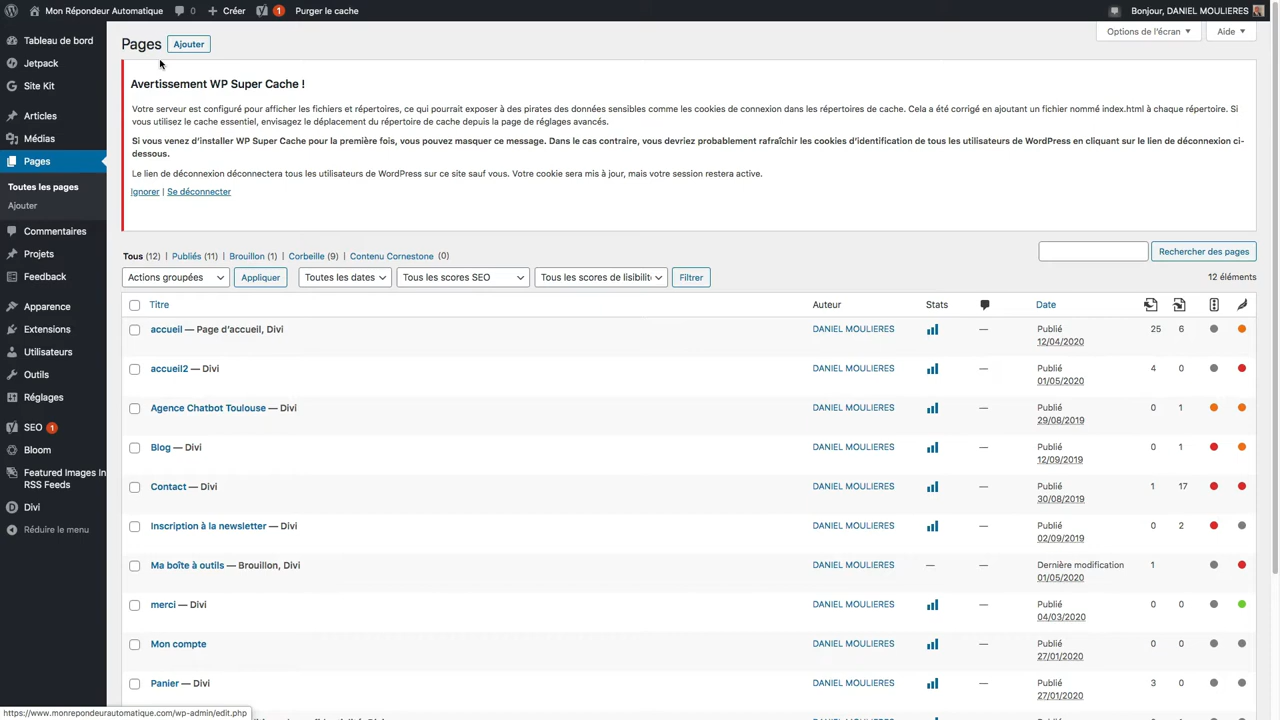 Mon Répondeur Automatique 0 Créer 1 Purger le cache Bonjour, DANIEL MOULIERES
Tableau de bord
Jetpack
Site Kit
Articles
Médias
Pages
Toutes les pages
Ajouter
Commentaires
Projets
Feedback
Apparence
Extensions
Utilisateurs
Outils
Réglages
SEO 1
Bloom
Featured Images In
RSS Feeds
Divi
Réduire le menu
Pages Ajouter
Options de l'écran ▼ Aide ▼
Avertissement WP Super Cache !
Votre serveur est configuré pour afficher les fichiers et répertoires, ce qui pourrait exposer à des pirates des données sensibles comme les cookies de connexion dans les répertoires de cache. Cela a été corrigé en ajoutant un fichier nommé index.html à chaque répertoire. Si
vous utilisez le cache essentiel, envisagez le déplacement du répertoire de cache depuis la page de réglages avancés.
Si vous venez d'installer WP Super Cache pour la première fois, vous pouvez masquer ce message. Dans le cas contraire, vous devriez probablement rafraîchir les cookies d'identification de tous les utilisateurs de WordPress en cliquant sur le lien de déconnexion ci-
dessous.
Le lien de déconnexion déconnectera tous les utilisateurs de WordPress sur ce site sauf vous. Votre cookie sera mis à jour, mais votre session restera active.
Ignorer | Se déconnecter
Tous (12) | Publiés (11) | Brouillon (1) | Corbeille (9) | Contenu Cornestone (0)
Rechercher des pages
Actions groupées Appliquer Toutes les dates Tous les scores SEO Tous les scores de lisibilit Filtrer 12 éléments
Titre Auteur Stats Date
accueil — Page d'accueil, Divi DANIEL MOULIERES — Publié 25 6
12/04/2020
accueil2 — Divi DANIEL MOULIERES — Publié 4 0
01/05/2020
Agence Chatbot Toulouse — Divi DANIEL MOULIERES — Publié 0 1
29/08/2019
Blog — Divi DANIEL MOULIERES — Publié 0 1
12/09/2019
Contact — Divi DANIEL MOULIERES — Publié 1 17
30/08/2019
Inscription à la newsletter — Divi DANIEL MOULIERES — Publié 0 2
02/09/2019
Ma boîte à outils — Brouillon, Divi DANIEL MOULIERES — — Dernière modification 1
01/05/2020
merci — Divi DANIEL MOULIERES — Publié 0 0
04/03/2020
Mon compte DANIEL MOULIERES — Publié 0 0
27/01/2020
Panier — Divi DANIEL MOULIERES — Publié 3 0
27/01/2020
https://www.monrepondeurautomatique.com/wp-admin/edit.php